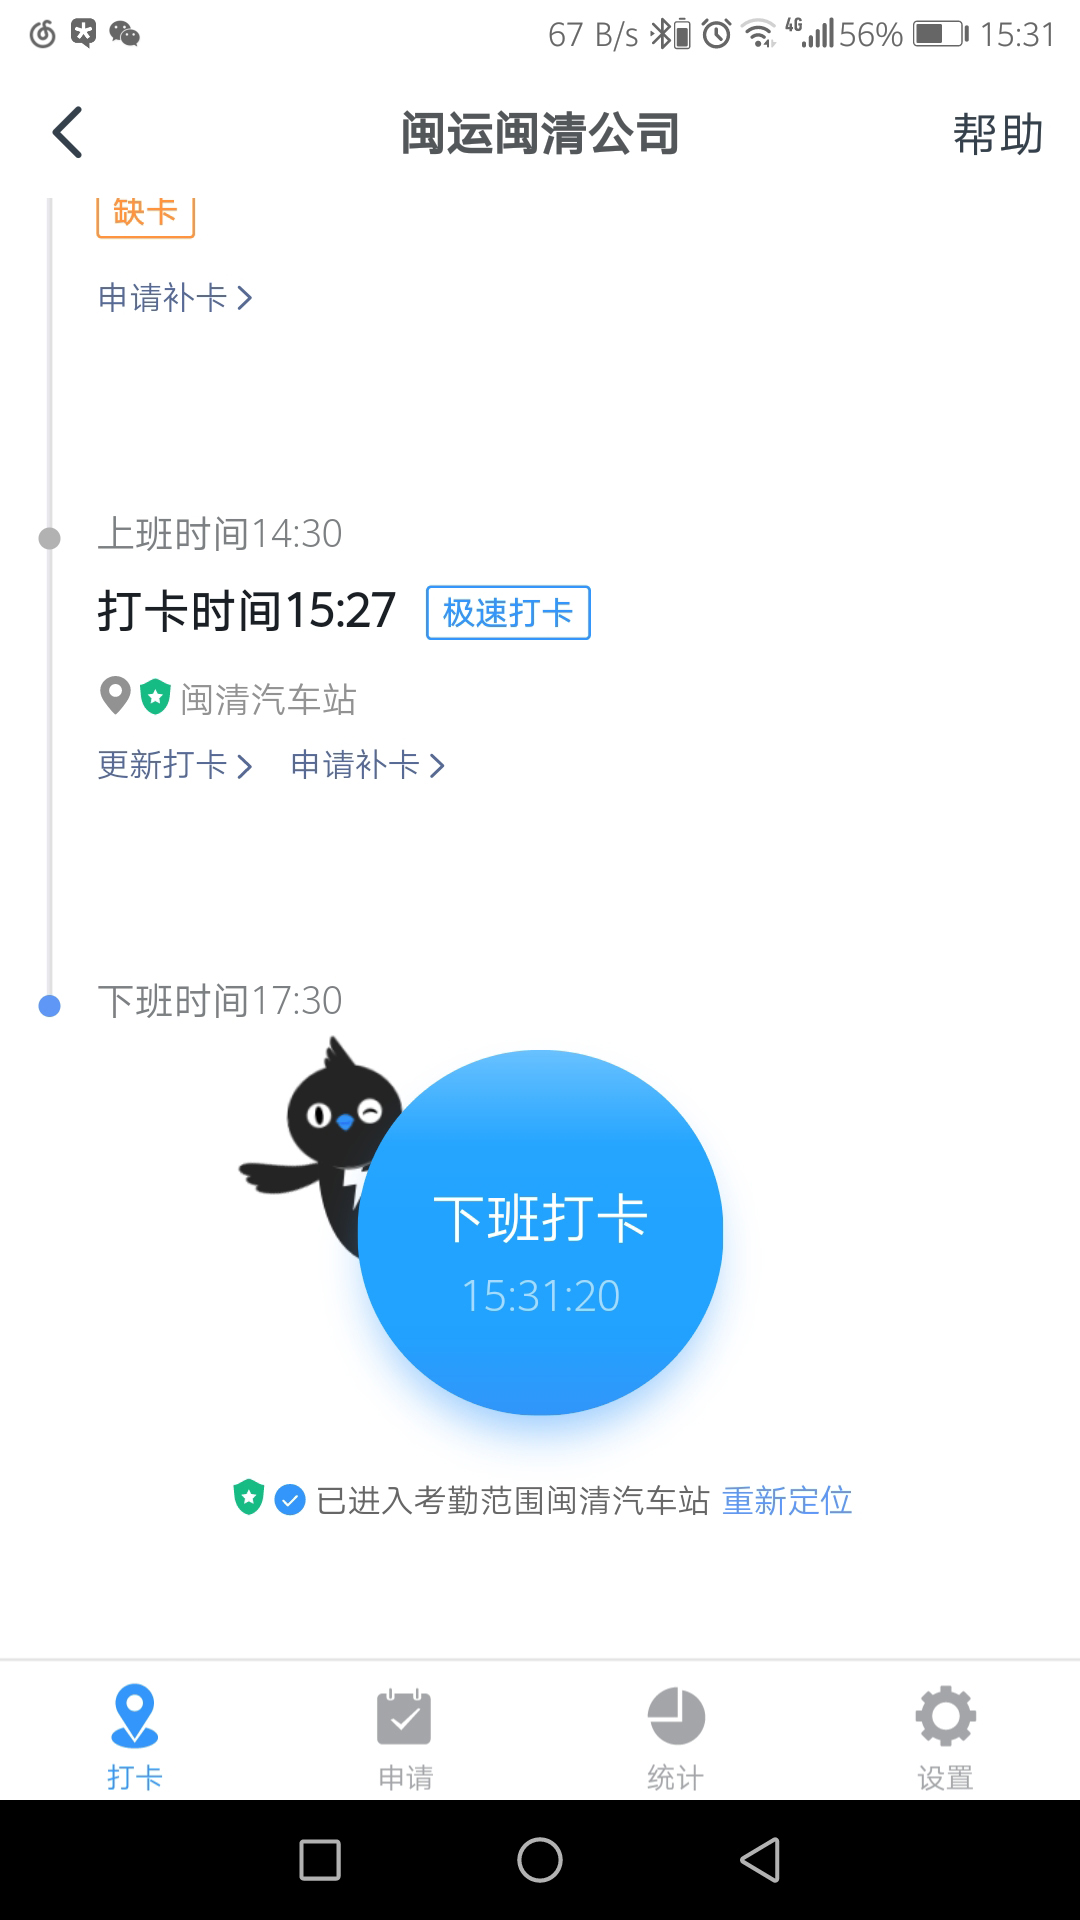 67 B/s 4G 56% 15:31
闽运闽清公司 帮助
缺卡
申请补卡
上班时间14:30
打卡时间15:27 极速打卡
闽清汽车站
更新打卡 申请补卡
下班时间17:30
下班打卡
15:31:20
已进入考勤范围闽清汽车站 重新定位
打卡 申请 统计 设置